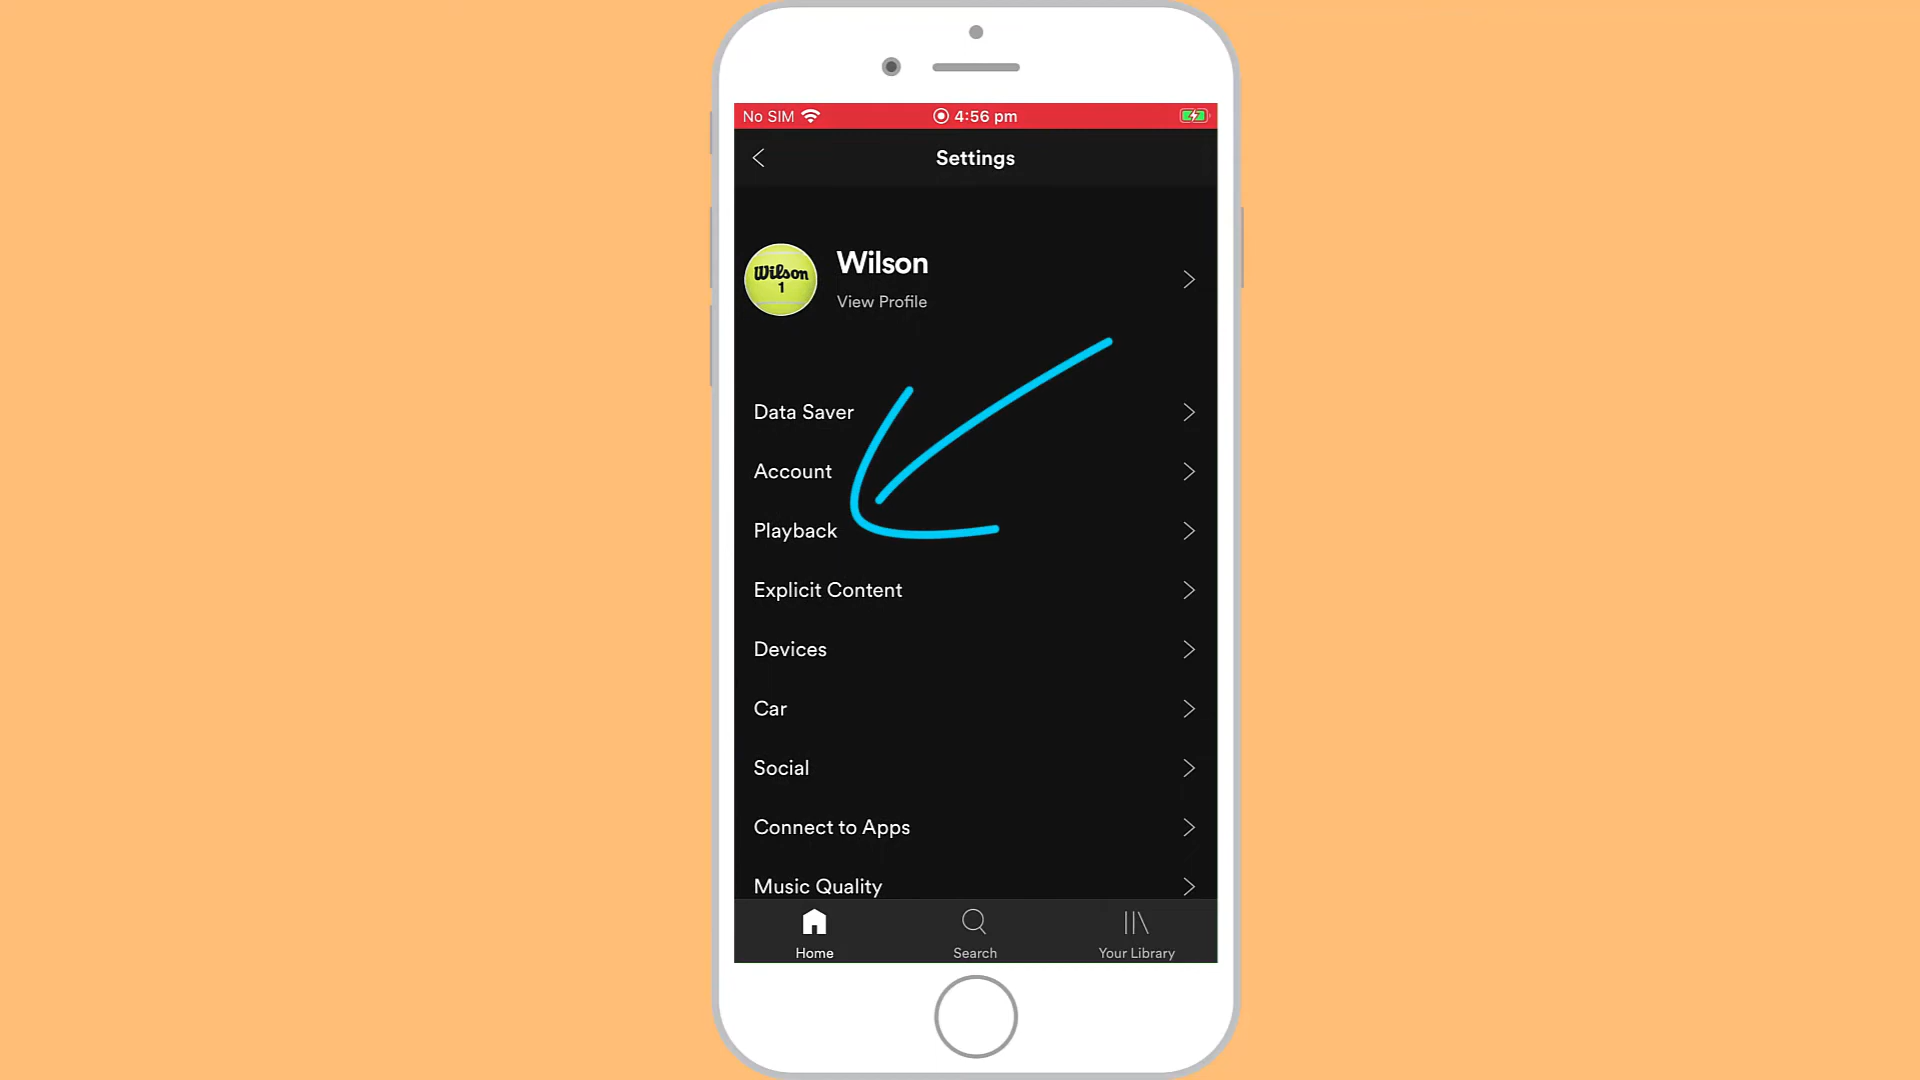 No SIM 4:56 pm
Settings
Wilson
1
Wilson
View Profile
Data Saver
Account
Playback
Explicit Content
Devices
Car
Social
Connect to Apps
Music Quality
Home Search Your Library